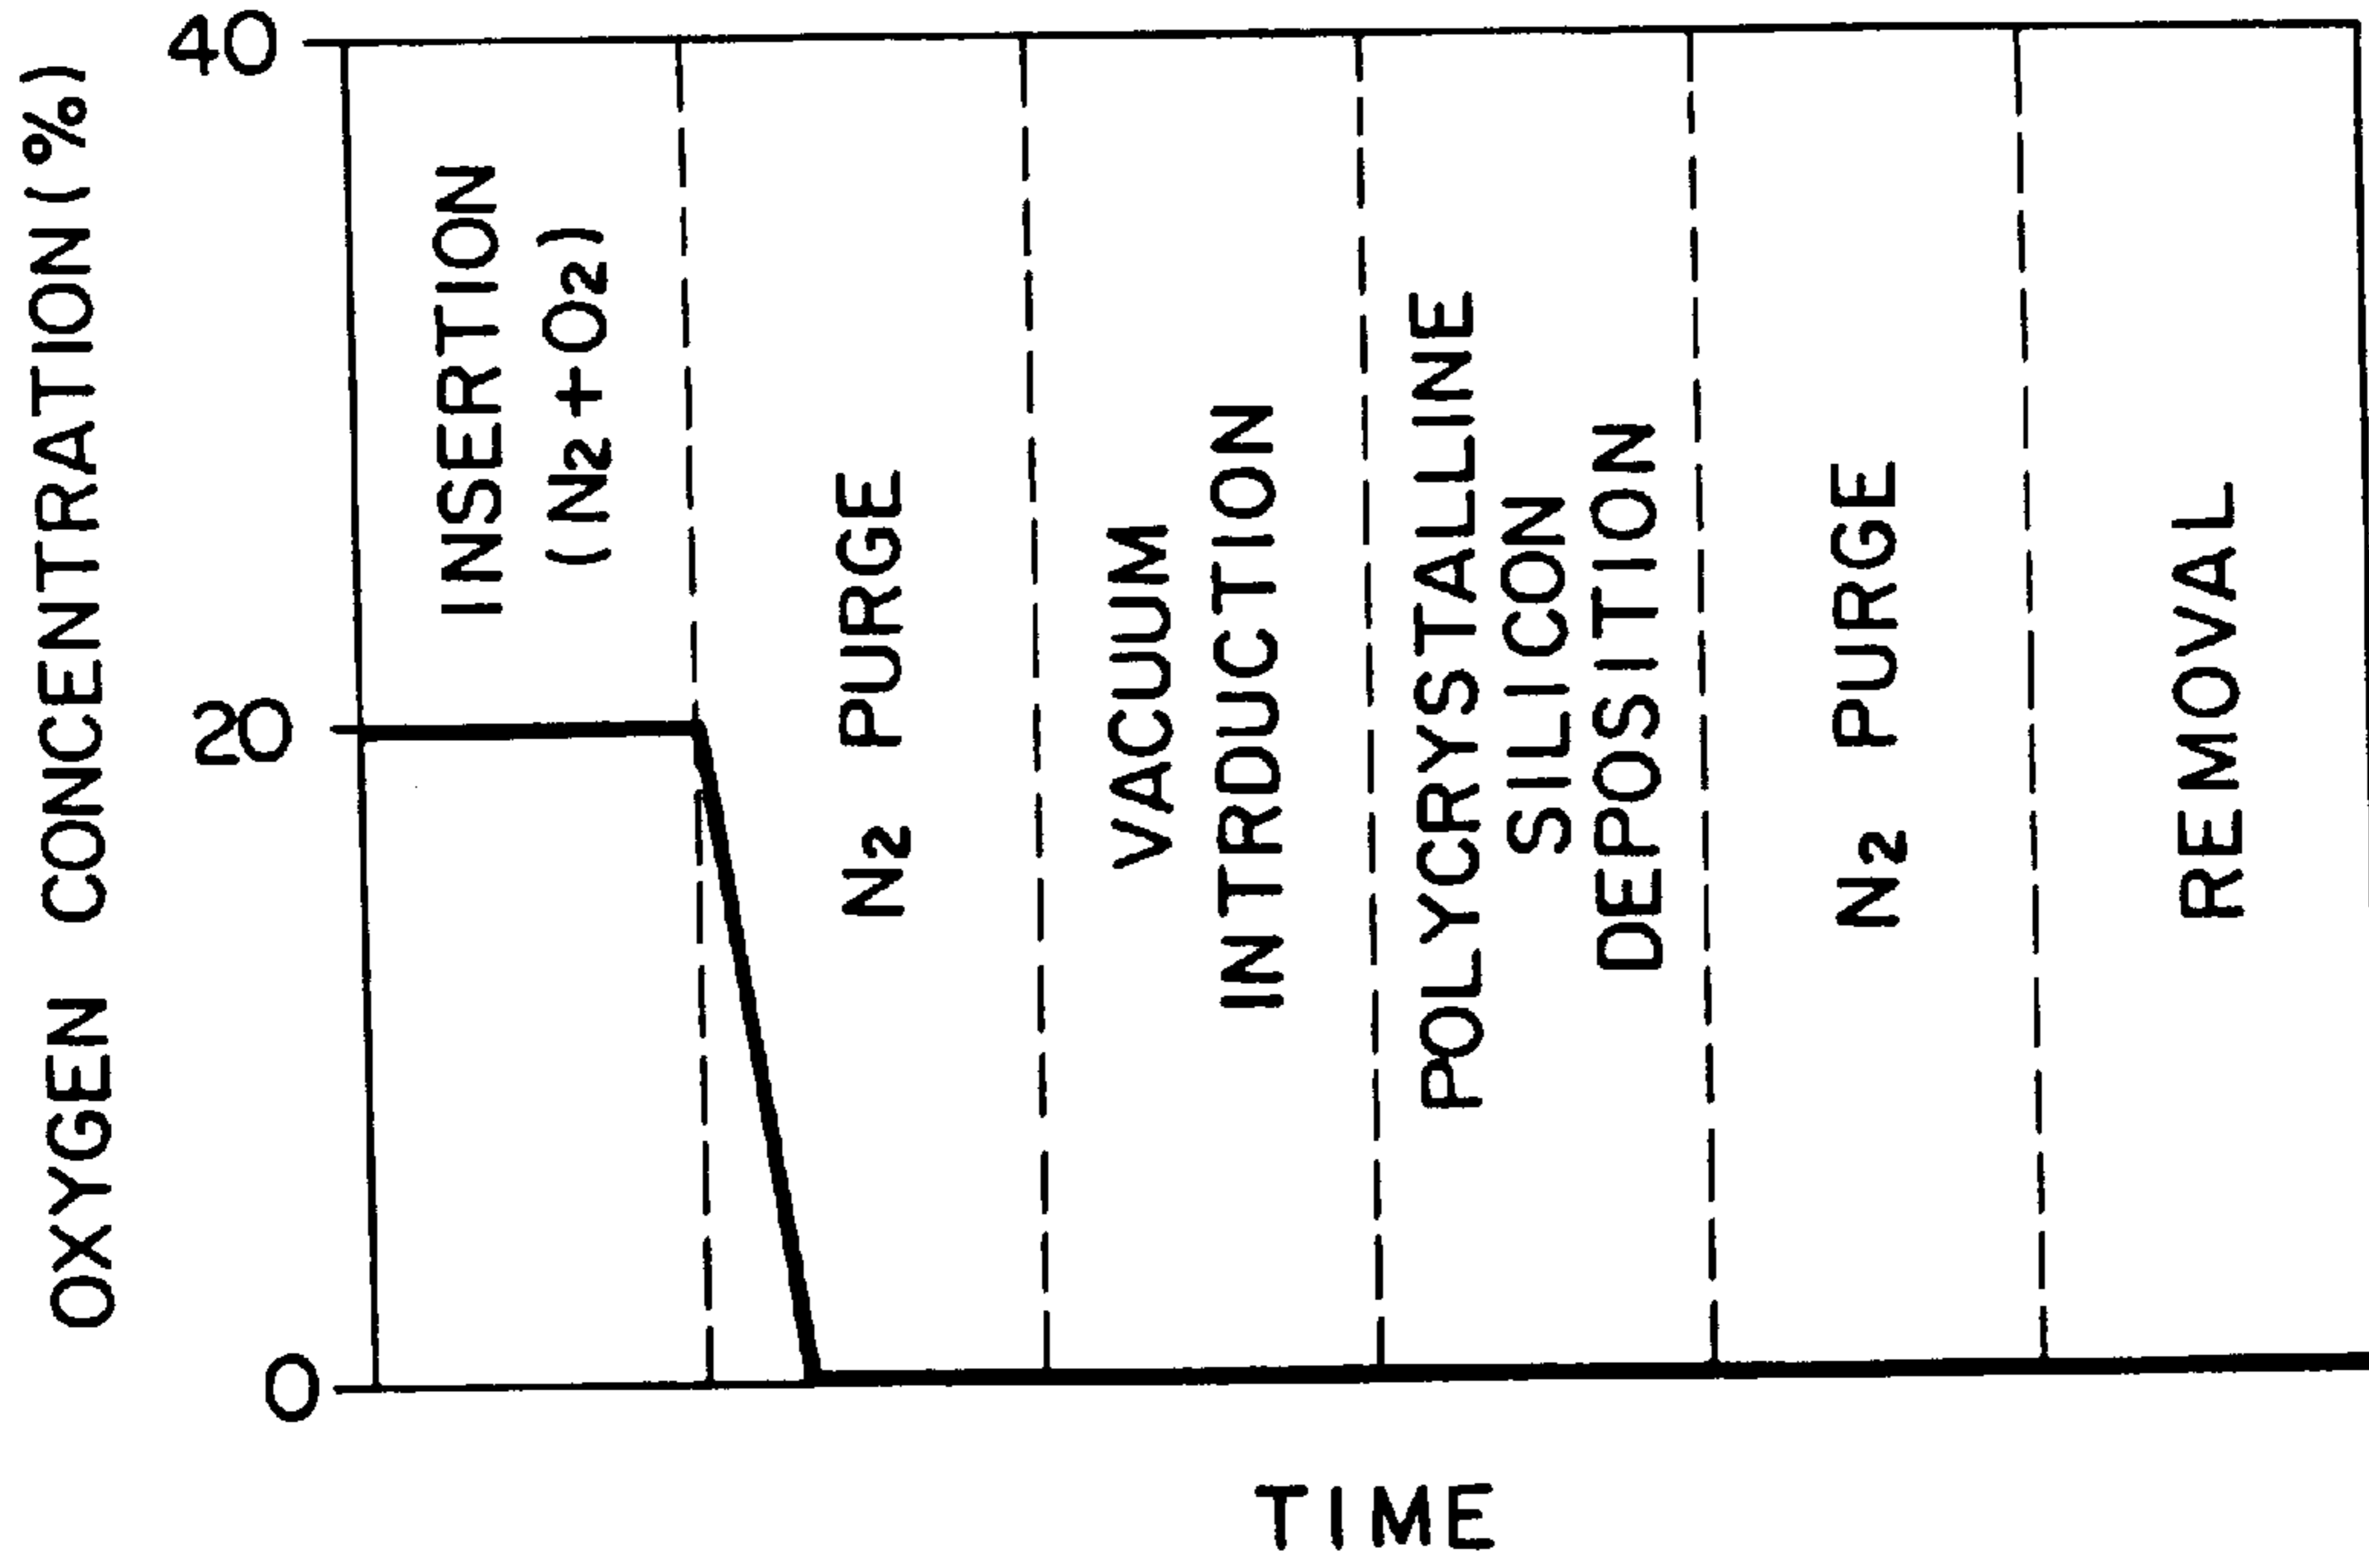 OXYGEN CONCENTRATION (%)
40
20
0
INSERTION
(N2+O2)
N2 PURGE
VACUUM
INTRDUCTION
POLYCRYSTALLINE
SILICON
DEPOSITION
N2 PURGE
REMOVAL
TIME